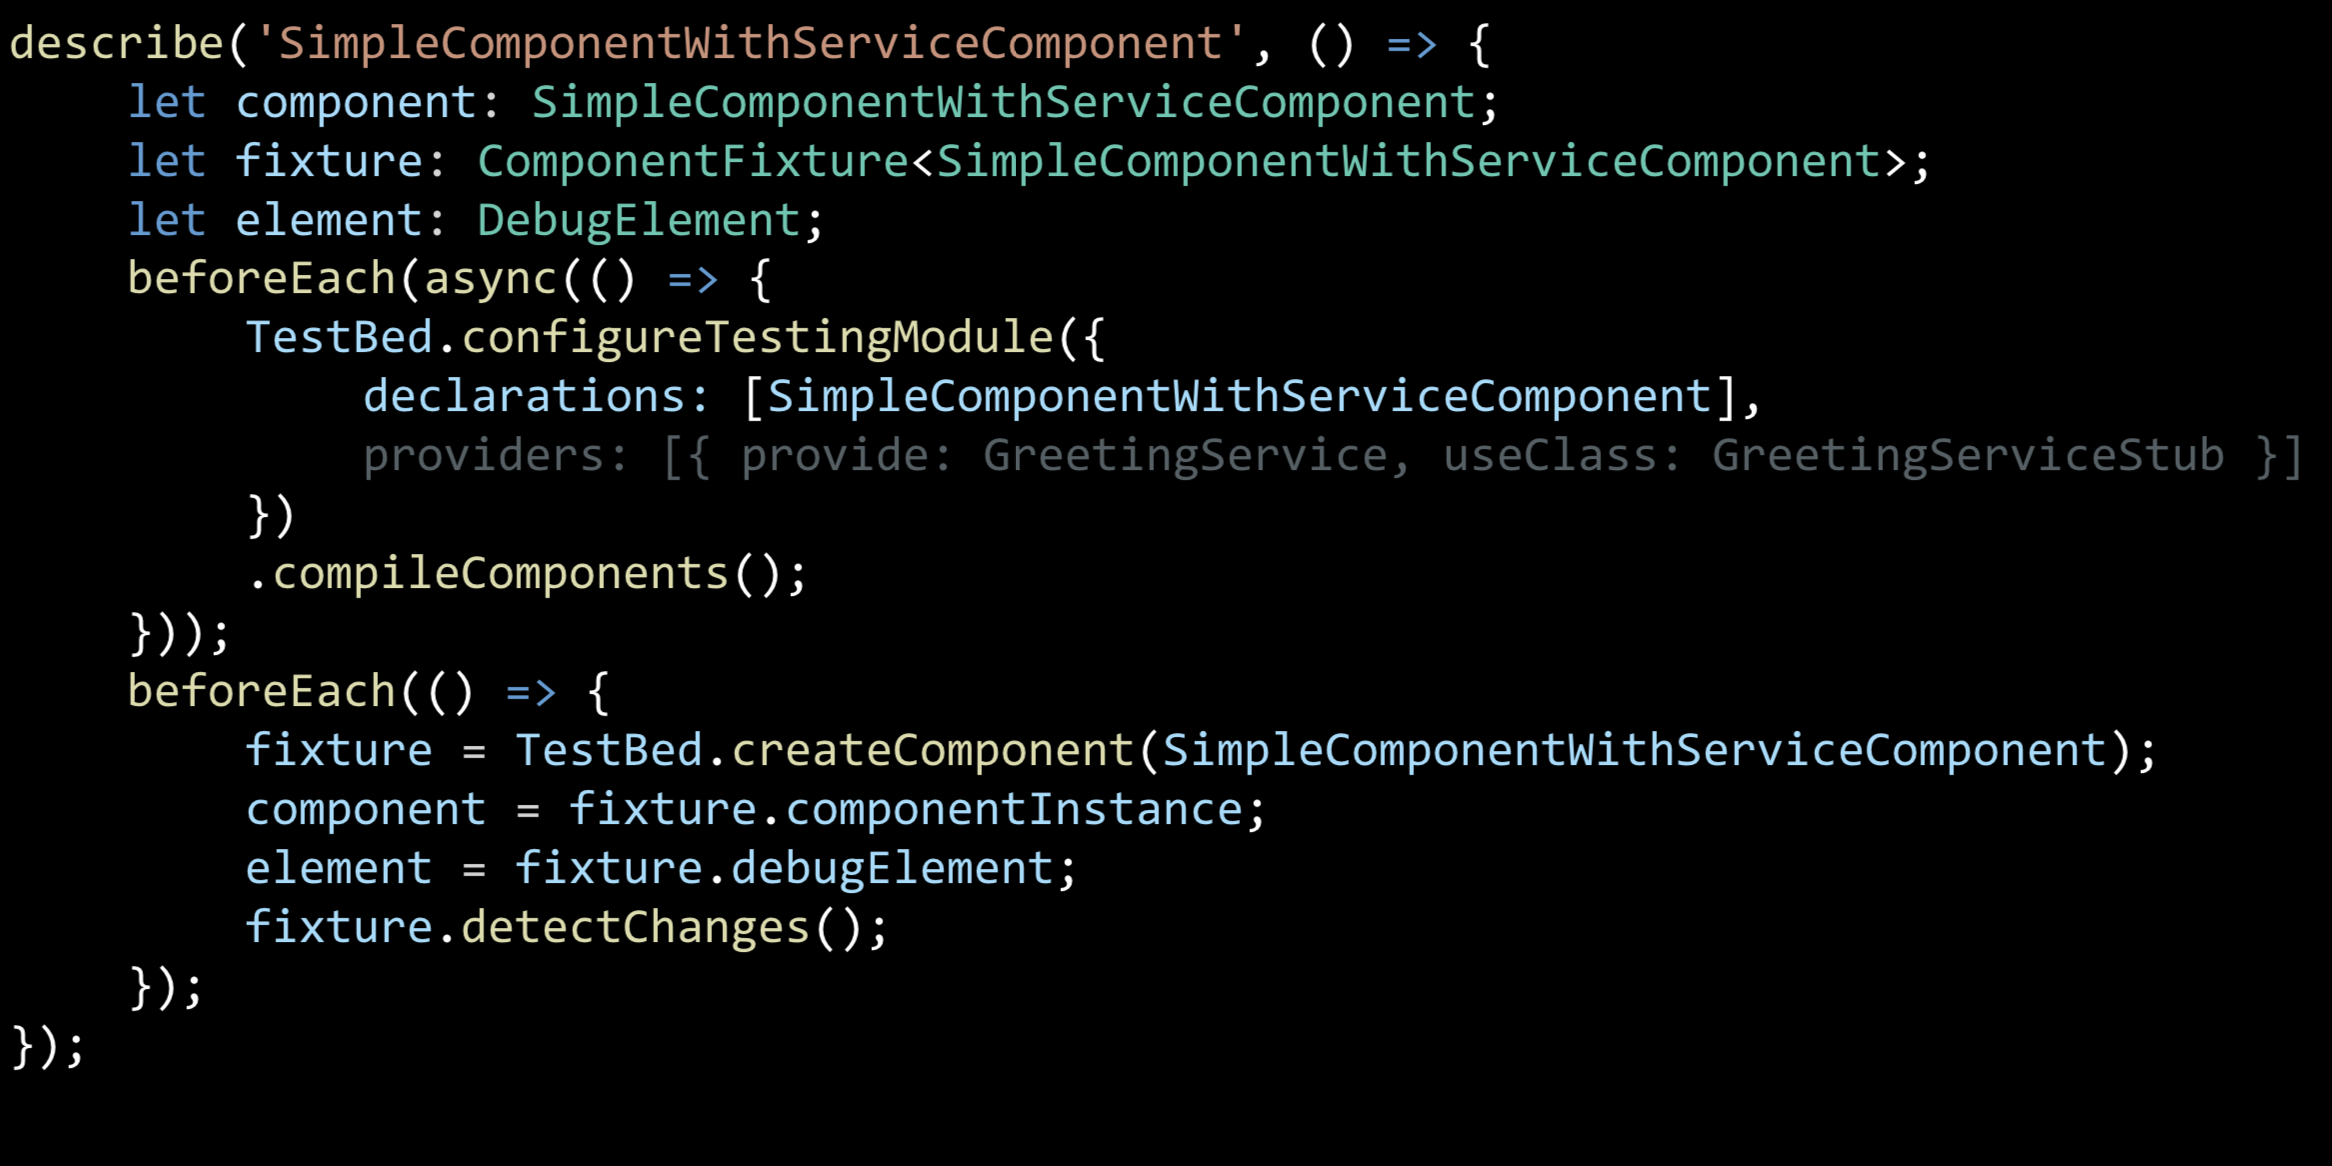 describe('SimpleComponentWithServiceComponent', () => {
let component: SimpleComponentWithServiceComponent;
let fixture: ComponentFixture<SimpleComponentWithServiceComponent>;
let element: DebugElement;
beforeEach(async(() => {
TestBed.configureTestingModule({
declarations: [SimpleComponentWithServiceComponent],
providers: [{ provide: GreetingService, useClass: GreetingServiceStub }]
})
.compileComponents();
}));
beforeEach(() => {
fixture = TestBed.createComponent(SimpleComponentWithServiceComponent);
component = fixture.componentInstance;
element = fixture.debugElement;
fixture.detectChanges();
});
});